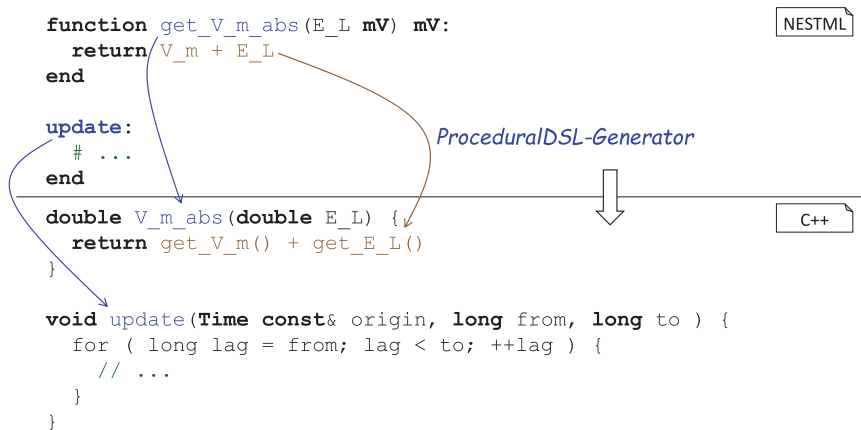 function get_V_m_abs(E_L mV) mV:
NESTML
return V_m + E_L
end
update:
ProceduralDSL-Generator
# ...
end
double V_m_abs(double E_L) {
C++
return get_V_m() + get_E_L()
}
void update(Time const& origin, long from, long to ) {
for ( long lag = from; lag < to; ++lag ) {
// ...
}
}